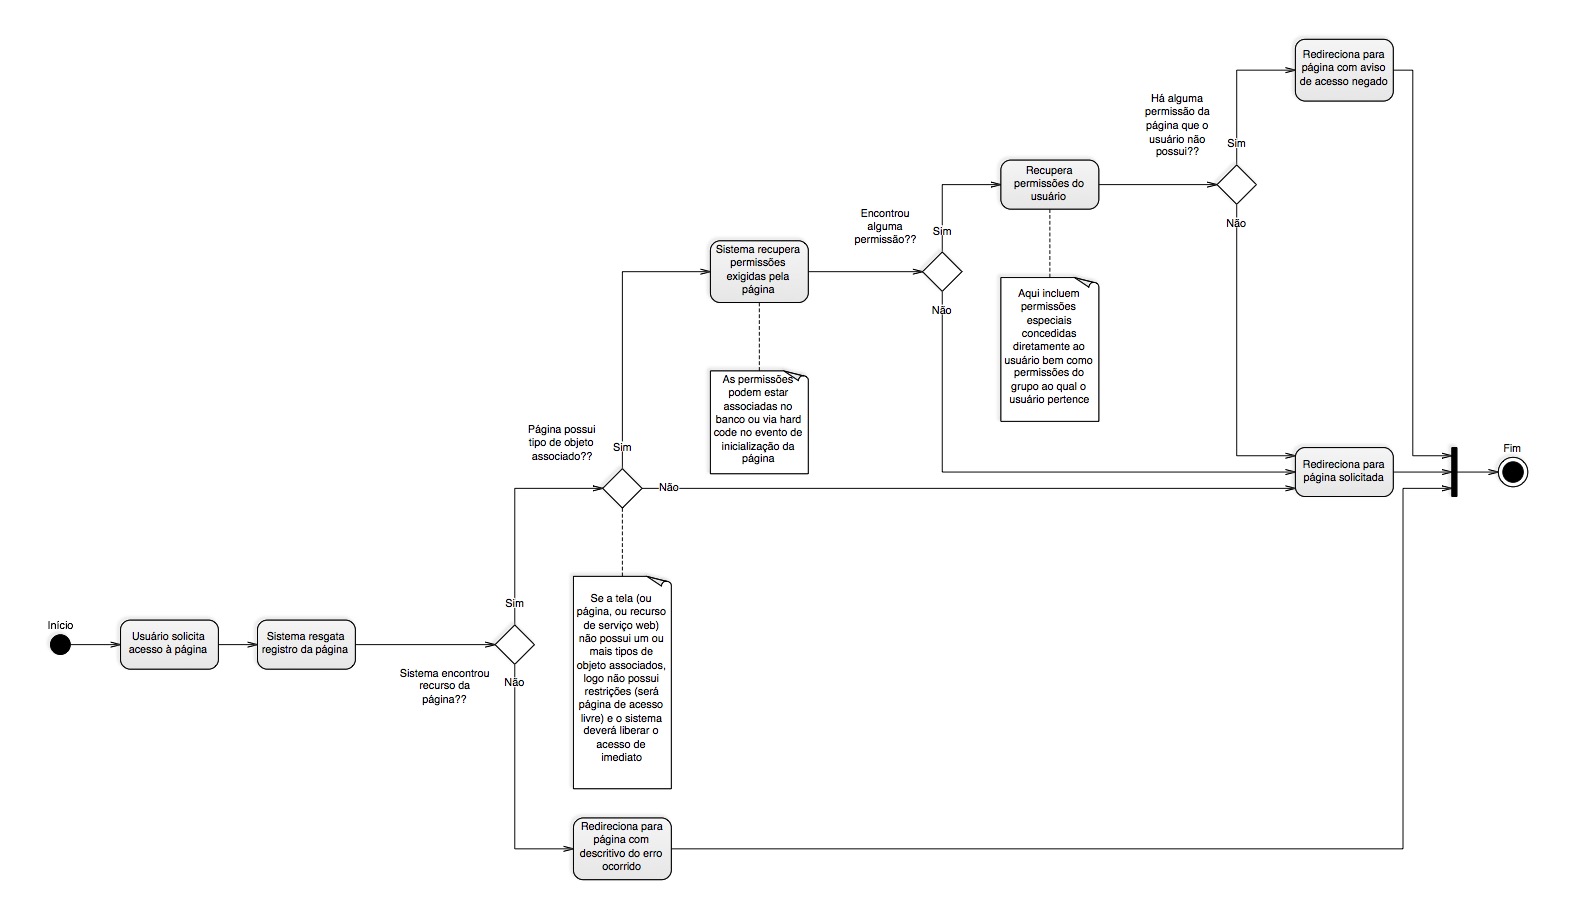 Redireciona para
página com aviso
de acesso negado
Há alguma
permissão da
página que o
usuário não
possui??
Sim
Recupera
permissões do
usuário
Não
Encontrou
alguma
permissão??
Sim
Sistema recupera
permissões
exigidas pela
página
Não
Aqui incluem
permissões
especiais
concedidas
diretamente ao
usuário bem como
permissões do
grupo ao qual o
usuário pertence
As permissões
podem estar
associadas no
banco ou via hard
code no evento de
inicialização da
página
Página possui
tipo de objeto
associado??
Sim
Não
Redireciona para
página solicitada
Fim
Se a tela (ou
página, ou recurso
de serviço web)
não possui um ou
mais tipos de
objeto associados,
logo não possui
restrições (será
página de acesso
livre) e o sistema
deverá liberar o
acesso de
imediato
Início
Usuário solicita
acesso à página
Sistema resgata
registro da página
Sim
Sistema encontrou
recurso da
página??
Não
Redireciona para
página com
descritivo do erro
ocorrido